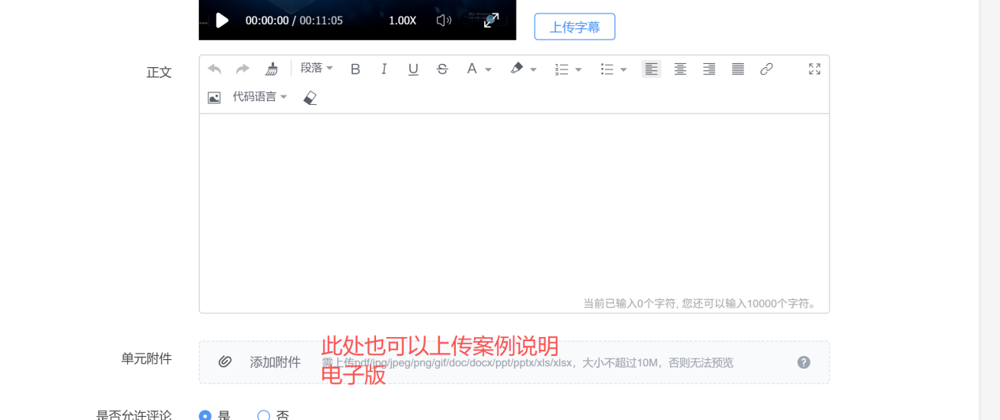 00:00:00 / 00:11:05 1.00X
上传字幕
正文
段落 B I U S A
代码语言
当前已输入0个字符, 您还可以输入10000个字符。
此处也可以上传案例说明
单元附件 添加附件 需上传pdf/jpg/jpeg/png/gif/doc/docx/ppt/pptx/xls/xlsx，大小不超过10M，否则无法预览 ?
电子版
是否允许评论 是 否